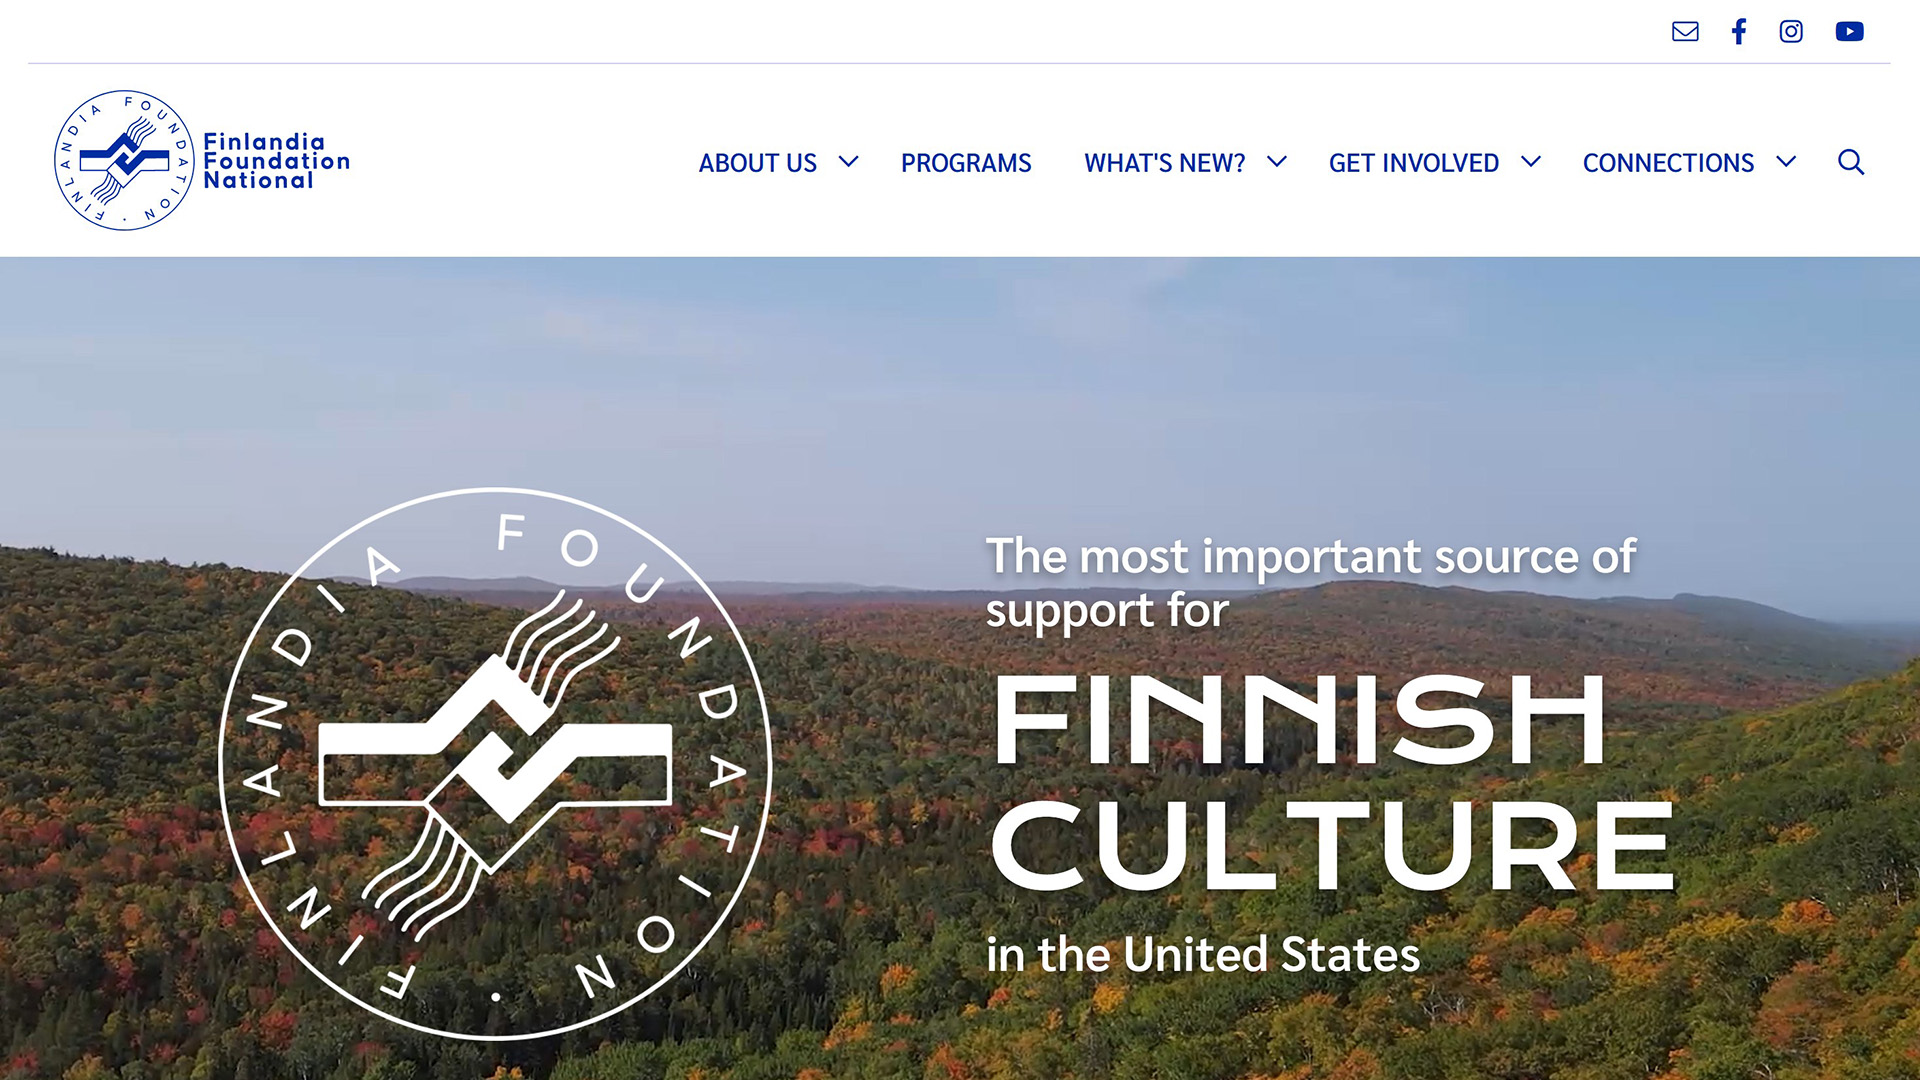 FINLANDIA FOUNDATION ·
Finlandia
Foundation
National
ABOUT US
PROGRAMS
WHAT'S NEW?
GET INVOLVED
CONNECTIONS
FINLANDIA FOUNDATION ·
The most important source of
support for
FINNISH
CULTURE
in the United States